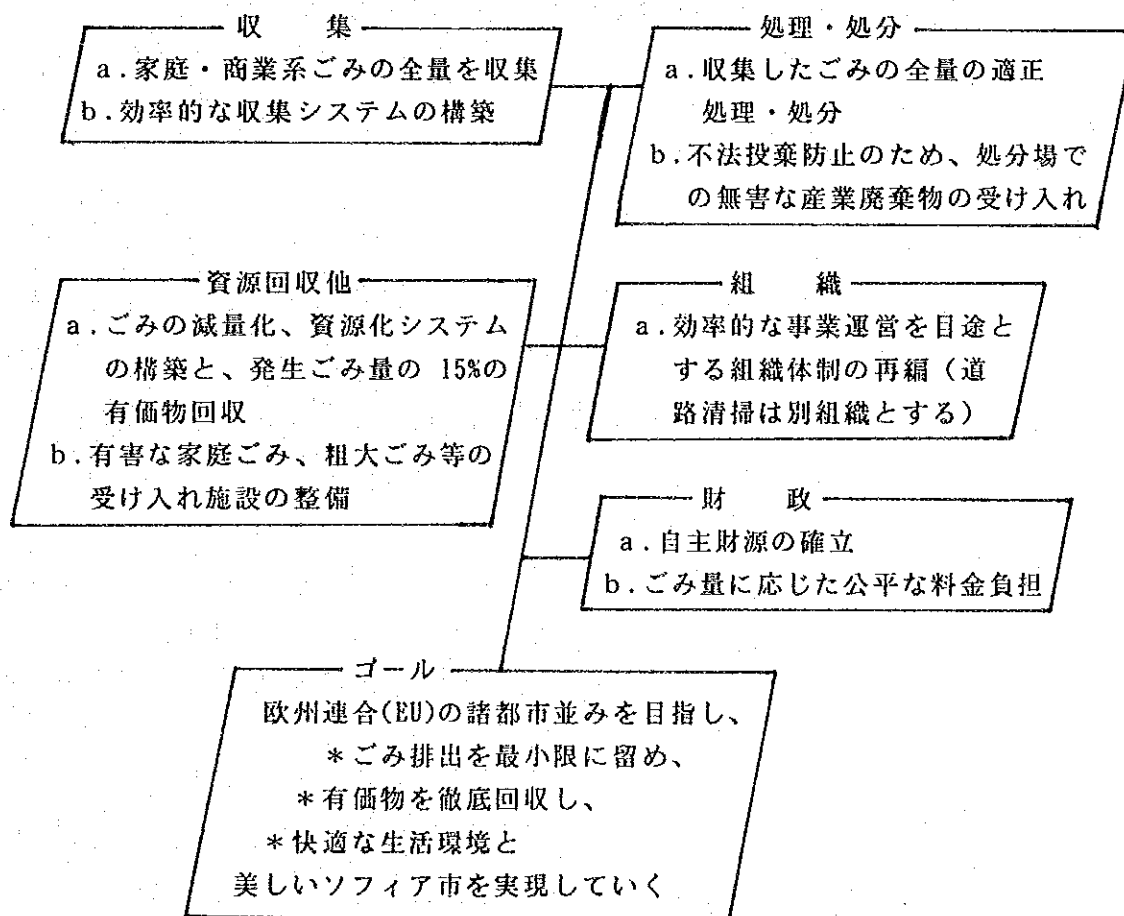 収　集
a．家庭・商業系ごみの全量を収集
b．効率的な収集システムの構築
処理・処分
a．収集したごみの全量の適正
処理・処分
b．不法投棄防止のため、処分場で
の無害な産業廃棄物の受け入れ
資源回収他
a．ごみの減量化、資源化システム
の構築と、発生ごみ量の 15%の
有価物回収
b．有害な家庭ごみ、粗大ごみ等の
受け入れ施設の整備
組　織
a．効率的な事業運営を目途と
する組織体制の再編（道
路清掃は別組織とする）
財　政
a．自主財源の確立
b．ごみ量に応じた公平な料金負担
ゴール
欧州連合(EU)の諸都市並みを目指し、
＊ごみ排出を最小限に留め、
＊有価物を徹底回収し、
＊快適な生活環境と
美しいソフィア市を実現していく